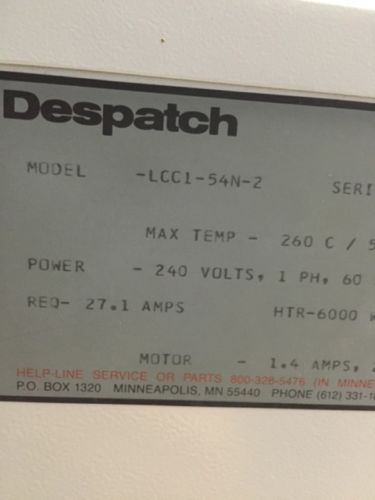 Despatch
MODEL -LCC1-54N-2 SERI
MAX TEMP - 260 C / 5
POWER - 240 VOLTS, 1 PH, 60
REQ- 27.1 AMPS HTR-6000 W
MOTOR - 1.4 AMPS, 2
HELP-LINE SERVICE OR PARTS 800-328-5476 (IN MINNE
P.O. BOX 1320 MINNEAPOLIS, MN 55440 PHONE (612) 331-18